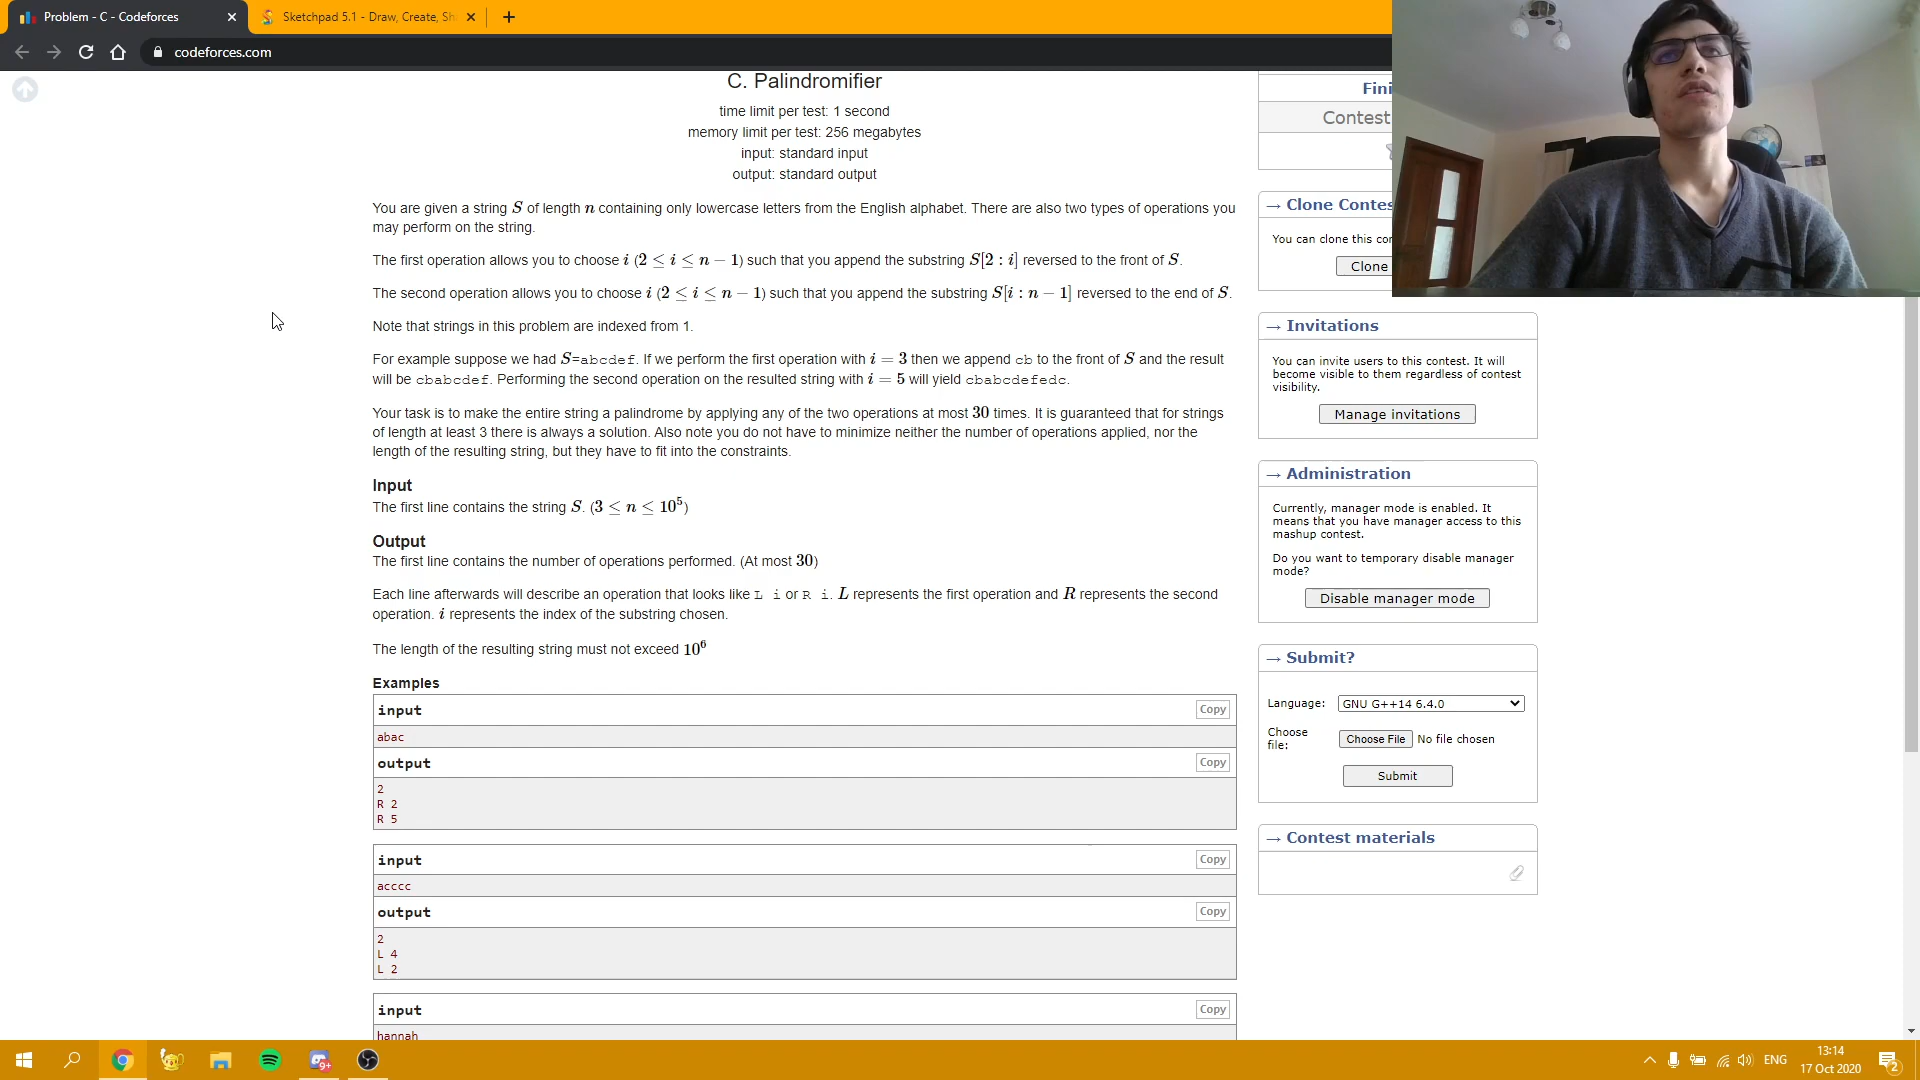 Problem - C - Codeforces
Sketchpad 5.1 - Draw, Create, Sh
codeforces.com
C. Palindromifier
time limit per test: 1 second
memory limit per test: 256 megabytes
input: standard input
output: standard output
You are given a string S of length n containing only lowercase letters from the English alphabet. There are also two types of operations you
may perform on the string.
The first operation allows you to choose i (2 ≤ i ≤ n − 1) such that you append the substring S[2 : i] reversed to the front of S.
The second operation allows you to choose i (2 ≤ i ≤ n − 1) such that you append the substring S[i : n − 1] reversed to the end of S.
Note that strings in this problem are indexed from 1.
For example suppose we had S=abcdef. If we perform the first operation with i = 3 then we append cb to the front of S and the result
will be cbabcdef. Performing the second operation on the resulted string with i = 5 will yield cbabcdefedc.
Your task is to make the entire string a palindrome by applying any of the two operations at most 30 times. It is guaranteed that for strings
of length at least 3 there is always a solution. Also note you do not have to minimize neither the number of operations applied, nor the
length of the resulting string, but they have to fit into the constraints.
Input
The first line contains the string S. (3 ≤ n ≤ 10⁵)
Output
The first line contains the number of operations performed. (At most 30)
Each line afterwards will describe an operation that looks like L i or R i. L represents the first operation and R represents the second
operation. i represents the index of the substring chosen.
The length of the resulting string must not exceed 10⁶
Examples
input
Copy
abac
output
Copy
2
R 2
R 5
input
Copy
acccc
output
Copy
2
L 4
L 2
input
Copy
hannah
Fini
Contest
→ Clone Contes
You can clone this con
Clone
→ Invitations
You can invite users to this contest. It will
become visible to them regardless of contest
visibility.
Manage invitations
→ Administration
Currently, manager mode is enabled. It
means that you have manager access to this
mashup contest.
Do you want to temporary disable manager
mode?
Disable manager mode
→ Submit?
Language:
GNU G++14 6.4.0
Choose
file:
Choose File
No file chosen
Submit
→ Contest materials
9+
ENG
13:14
17 Oct 2020
2